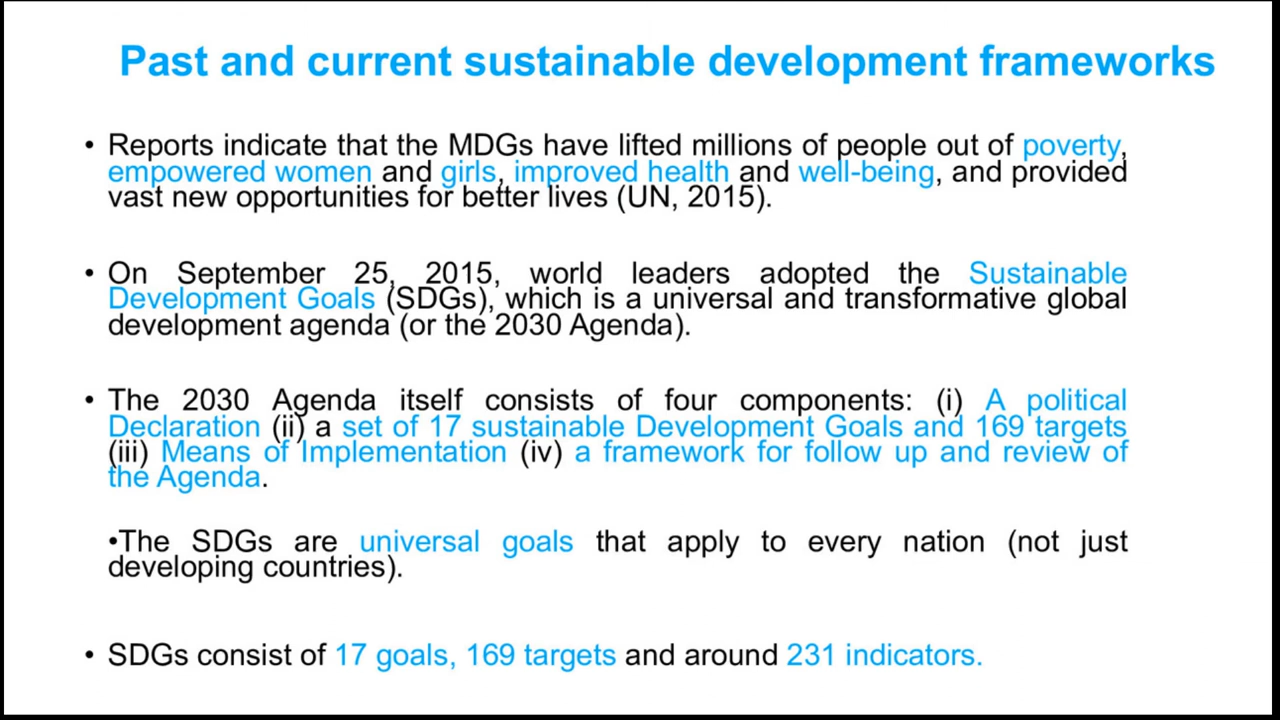 Past and current sustainable development frameworks
• Reports indicate that the MDGs have lifted millions of people out of poverty,
empowered women and girls, improved health and well-being, and provided
vast new opportunities for better lives (UN, 2015).
• On September 25, 2015, world leaders adopted the Sustainable
Development Goals (SDGs), which is a universal and transformative global
development agenda (or the 2030 Agenda).
• The 2030 Agenda itself consists of four components: (i) A political
Declaration (ii) a set of 17 sustainable Development Goals and 169 targets
(iii) Means of Implementation (iv) a framework for follow up and review of
the Agenda.
•The SDGs are universal goals that apply to every nation (not just
developing countries).
• SDGs consist of 17 goals, 169 targets and around 231 indicators.